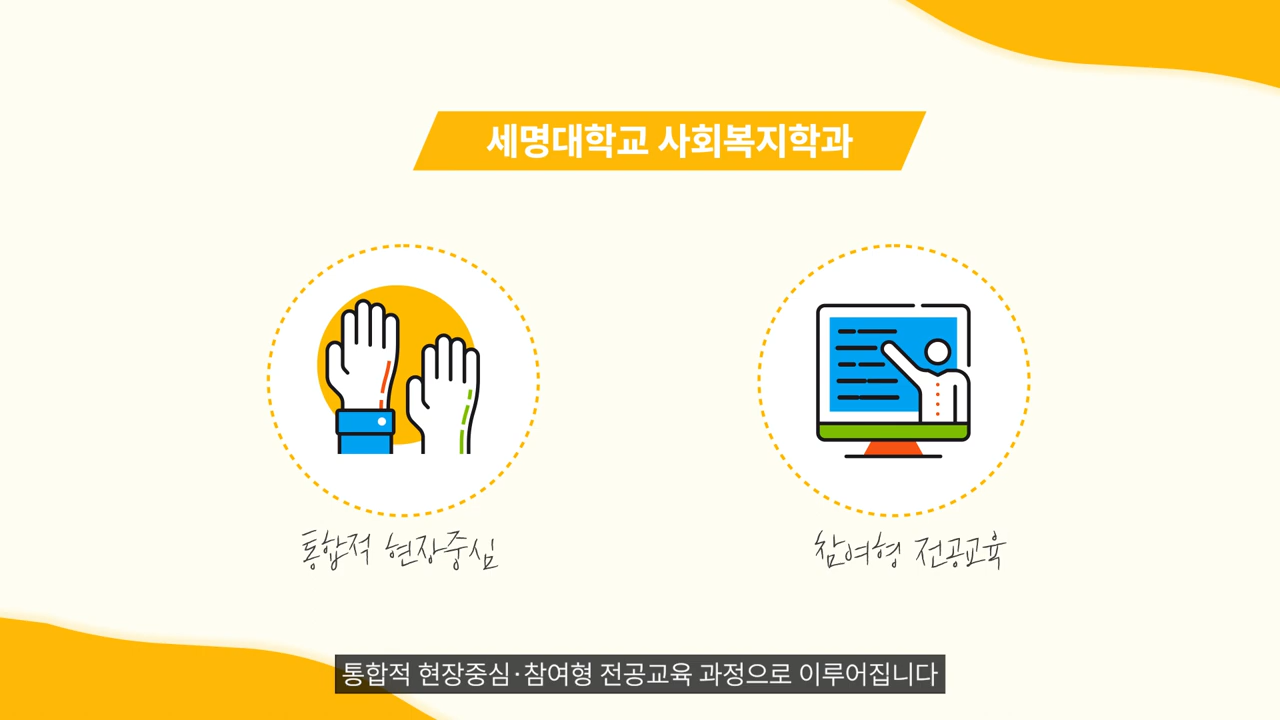 세명대학교 사회복지학과
통합적 현장중심
참여형 전공교육
통합적 현장중심·참여형 전공교육 과정으로 이루어집니다